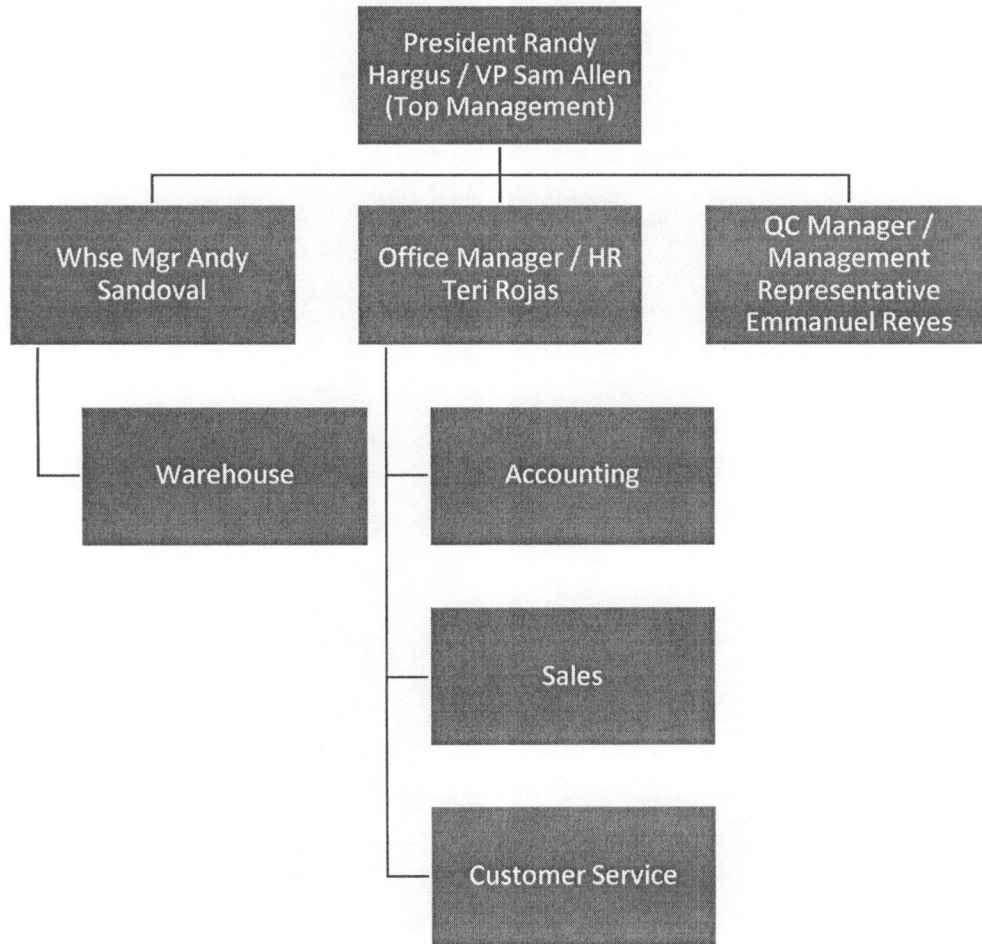 President Randy
Hargus / VP Sam Allen
(Top Management)
Whse Mgr Andy
Sandoval
Office Manager / HR
Teri Rojas
QC Manager /
Management
Representative
Emmanuel Reyes
Warehouse
Accounting
Sales
Customer Service